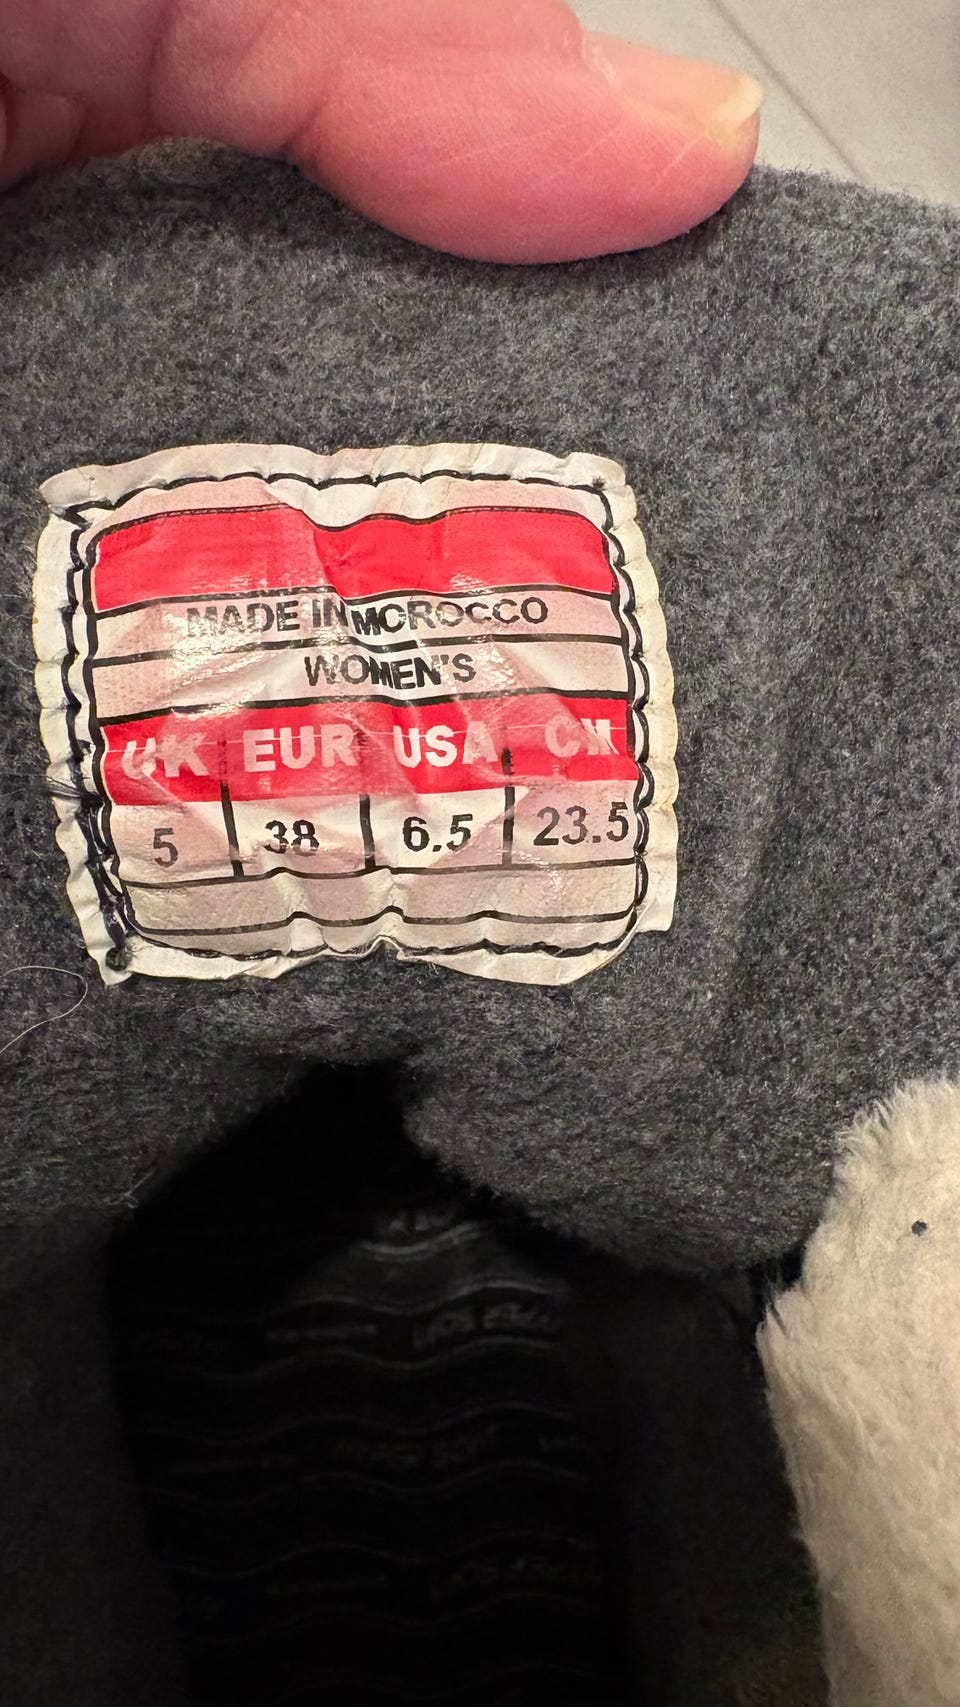 MADE IN MOROCCO
WOMEN'S
UK EUR USA CM
5 38 6.5 23.5